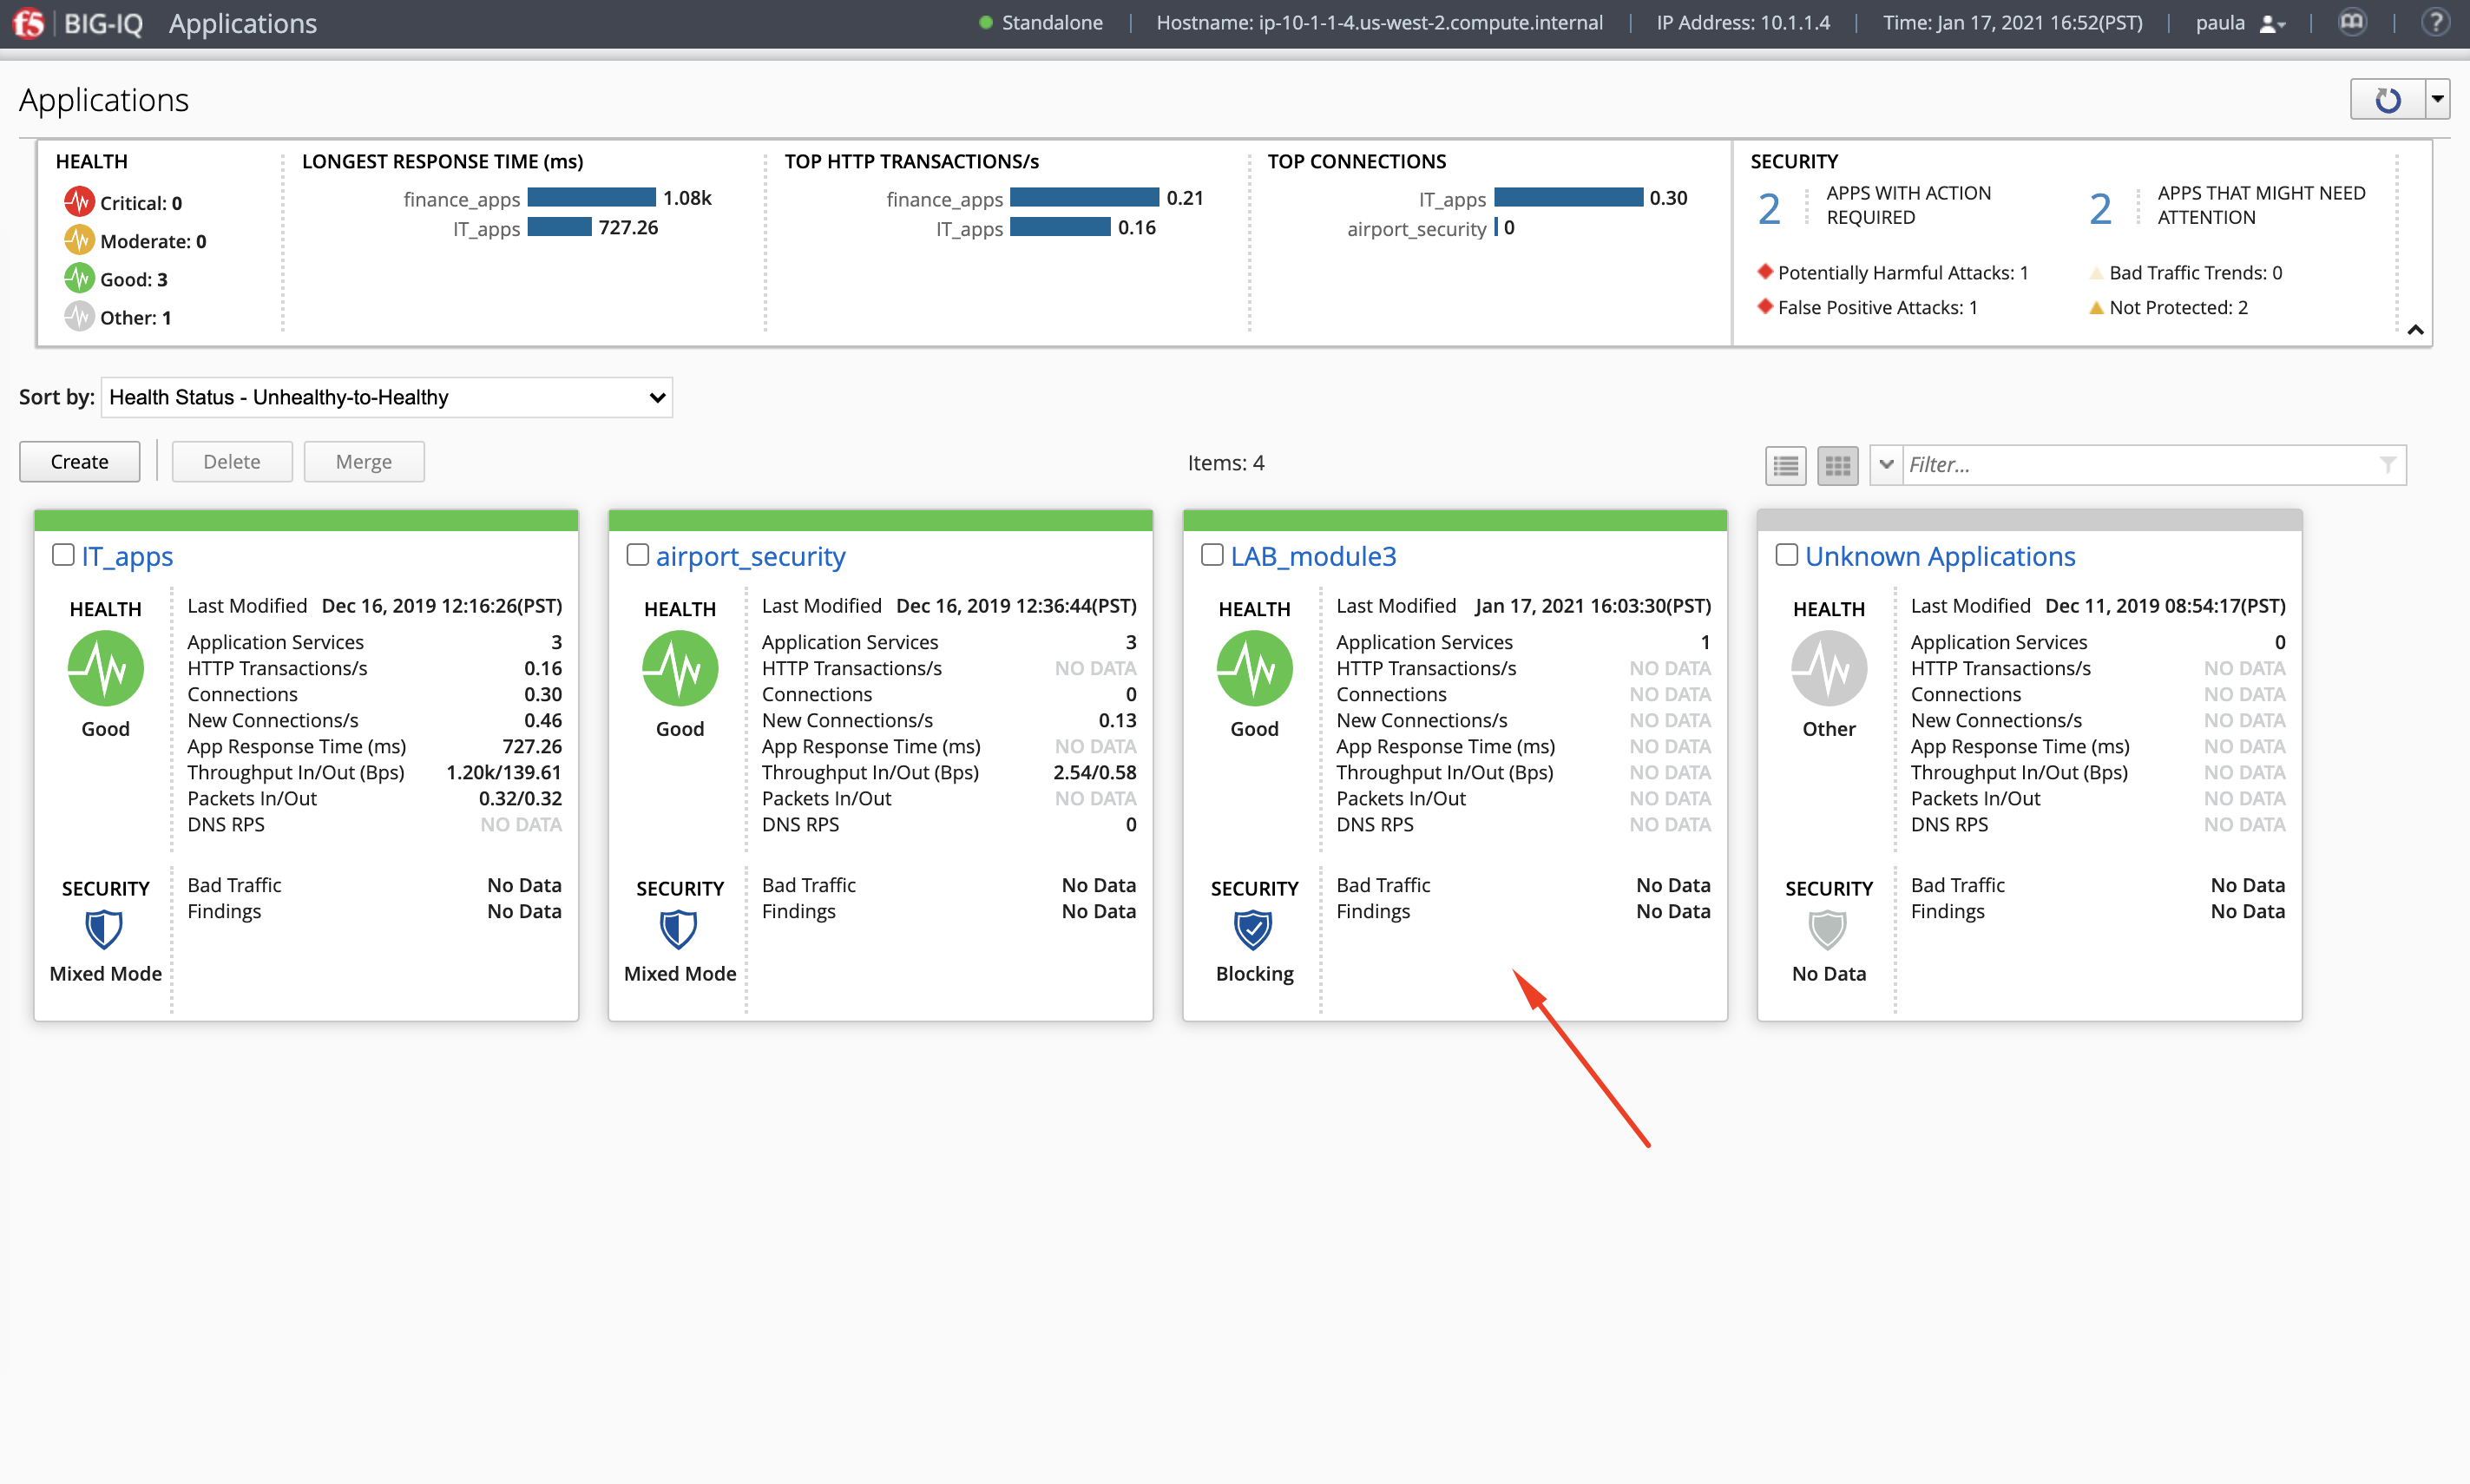 f5 | BIG-IQ Applications
Standalone | Hostname: ip-10-1-1-4.us-west-2.compute.internal | IP Address: 10.1.1.4 | Time: Jan 17, 2021 16:52(PST) | paula | ?
Applications
HEALTH
Critical: 0
Moderate: 0
Good: 3
Other: 1
LONGEST RESPONSE TIME (ms)
finance_apps 1.08k
IT_apps 727.26
TOP HTTP TRANSACTIONS/s
finance_apps 0.21
IT_apps 0.16
TOP CONNECTIONS
IT_apps 0.30
airport_security 0
SECURITY
2 APPS WITH ACTION
REQUIRED
Potentially Harmful Attacks: 1
False Positive Attacks: 1
2 APPS THAT MIGHT NEED
ATTENTION
Bad Traffic Trends: 0
Not Protected: 2
Sort by: Health Status - Unhealthy-to-Healthy
Create Delete Merge
Items: 4
Filter...
IT_apps
HEALTH
Good
Last Modified Dec 16, 2019 12:16:26(PST)
Application Services 3
HTTP Transactions/s 0.16
Connections 0.30
New Connections/s 0.46
App Response Time (ms) 727.26
Throughput In/Out (Bps) 1.20k/139.61
Packets In/Out 0.32/0.32
DNS RPS NO DATA
SECURITY
Mixed Mode
Bad Traffic No Data
Findings No Data
airport_security
HEALTH
Good
Last Modified Dec 16, 2019 12:36:44(PST)
Application Services 3
HTTP Transactions/s NO DATA
Connections 0
New Connections/s 0.13
App Response Time (ms) NO DATA
Throughput In/Out (Bps) 2.54/0.58
Packets In/Out NO DATA
DNS RPS 0
SECURITY
Mixed Mode
Bad Traffic No Data
Findings No Data
LAB_module3
HEALTH
Good
Last Modified Jan 17, 2021 16:03:30(PST)
Application Services 1
HTTP Transactions/s NO DATA
Connections NO DATA
New Connections/s NO DATA
App Response Time (ms) NO DATA
Throughput In/Out (Bps) NO DATA
Packets In/Out NO DATA
DNS RPS NO DATA
SECURITY
Blocking
Bad Traffic No Data
Findings No Data
Unknown Applications
HEALTH
Other
Last Modified Dec 11, 2019 08:54:17(PST)
Application Services 0
HTTP Transactions/s NO DATA
Connections NO DATA
New Connections/s NO DATA
App Response Time (ms) NO DATA
Throughput In/Out (Bps) NO DATA
Packets In/Out NO DATA
DNS RPS NO DATA
SECURITY
No Data
Bad Traffic No Data
Findings No Data